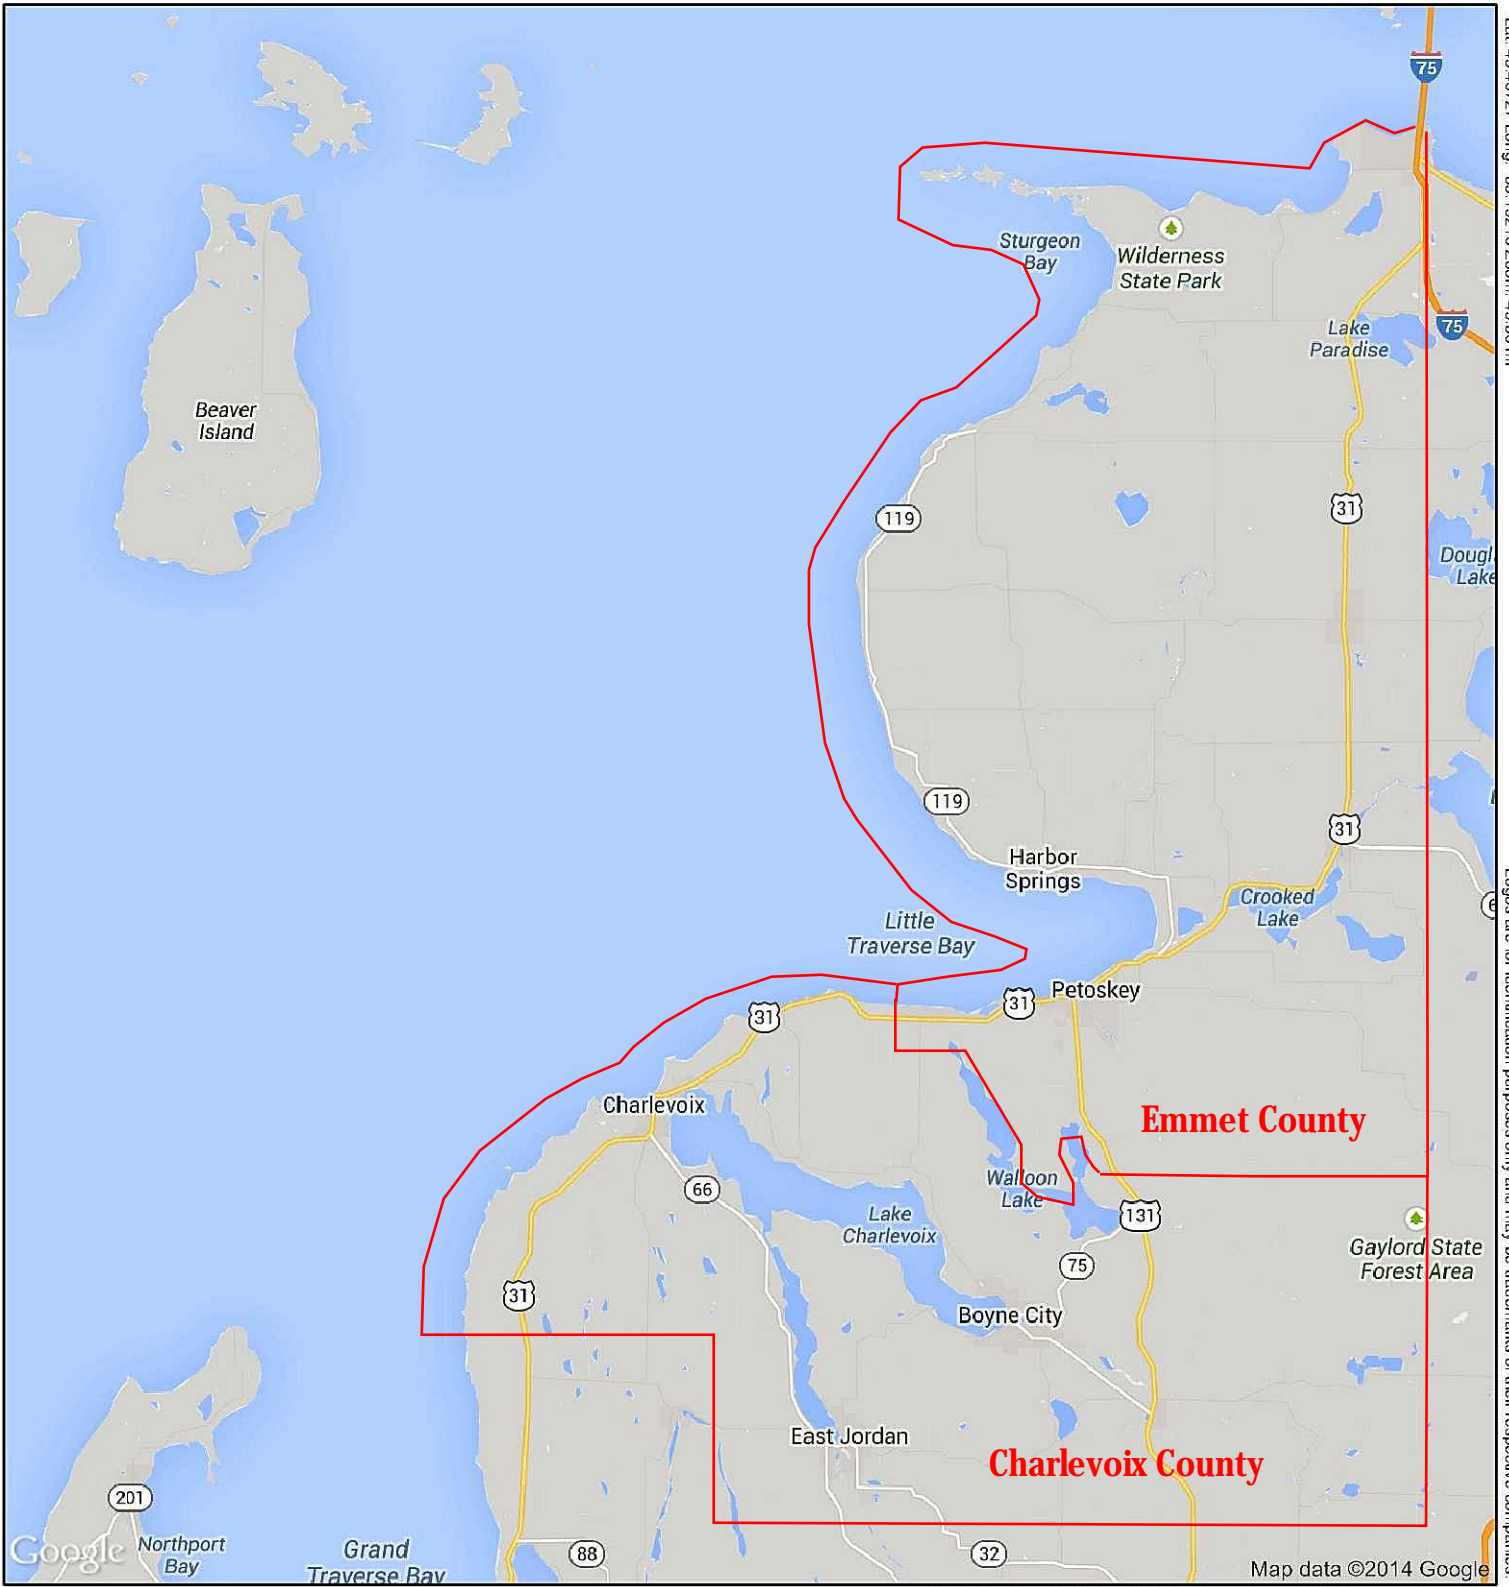 75
Sturgeon
Bay
Wilderness
State Park
75
Lake
Paradise
Beaver
Island
119
31
Lake
119
31
Harbor
Springs
Crooked
Lake
Little
Traverse Bay
Petoskey
31
31
Charlevoix
Emmet County
Walloon
Lake
66
131
Lake
Charlevoix
Gaylord State
Forest Area
75
31
Boyne City
East Jordan
Charlevoix County
201
Northport
Bay
Grand
Traverse Bay
88
32
Google
Map data ©2014 Google